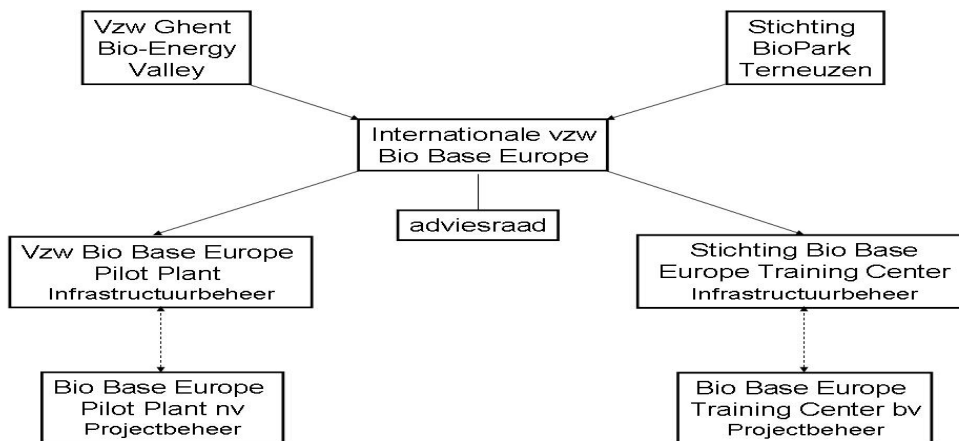 Vzw Ghent
Bio-Energy
Valley
Stichting
BioPark
Terneuzen
Internationale vzw
Bio Base Europe
adviesraad
Vzw Bio Base Europe
Pilot Plant
Infrastructuurbeheer
Stichting Bio Base
Europe Training Center
Infrastructuurbeheer
Bio Base Europe
Pilot Plant nv
Projectbeheer
Bio Base Europe
Training Center bv
Projectbeheer